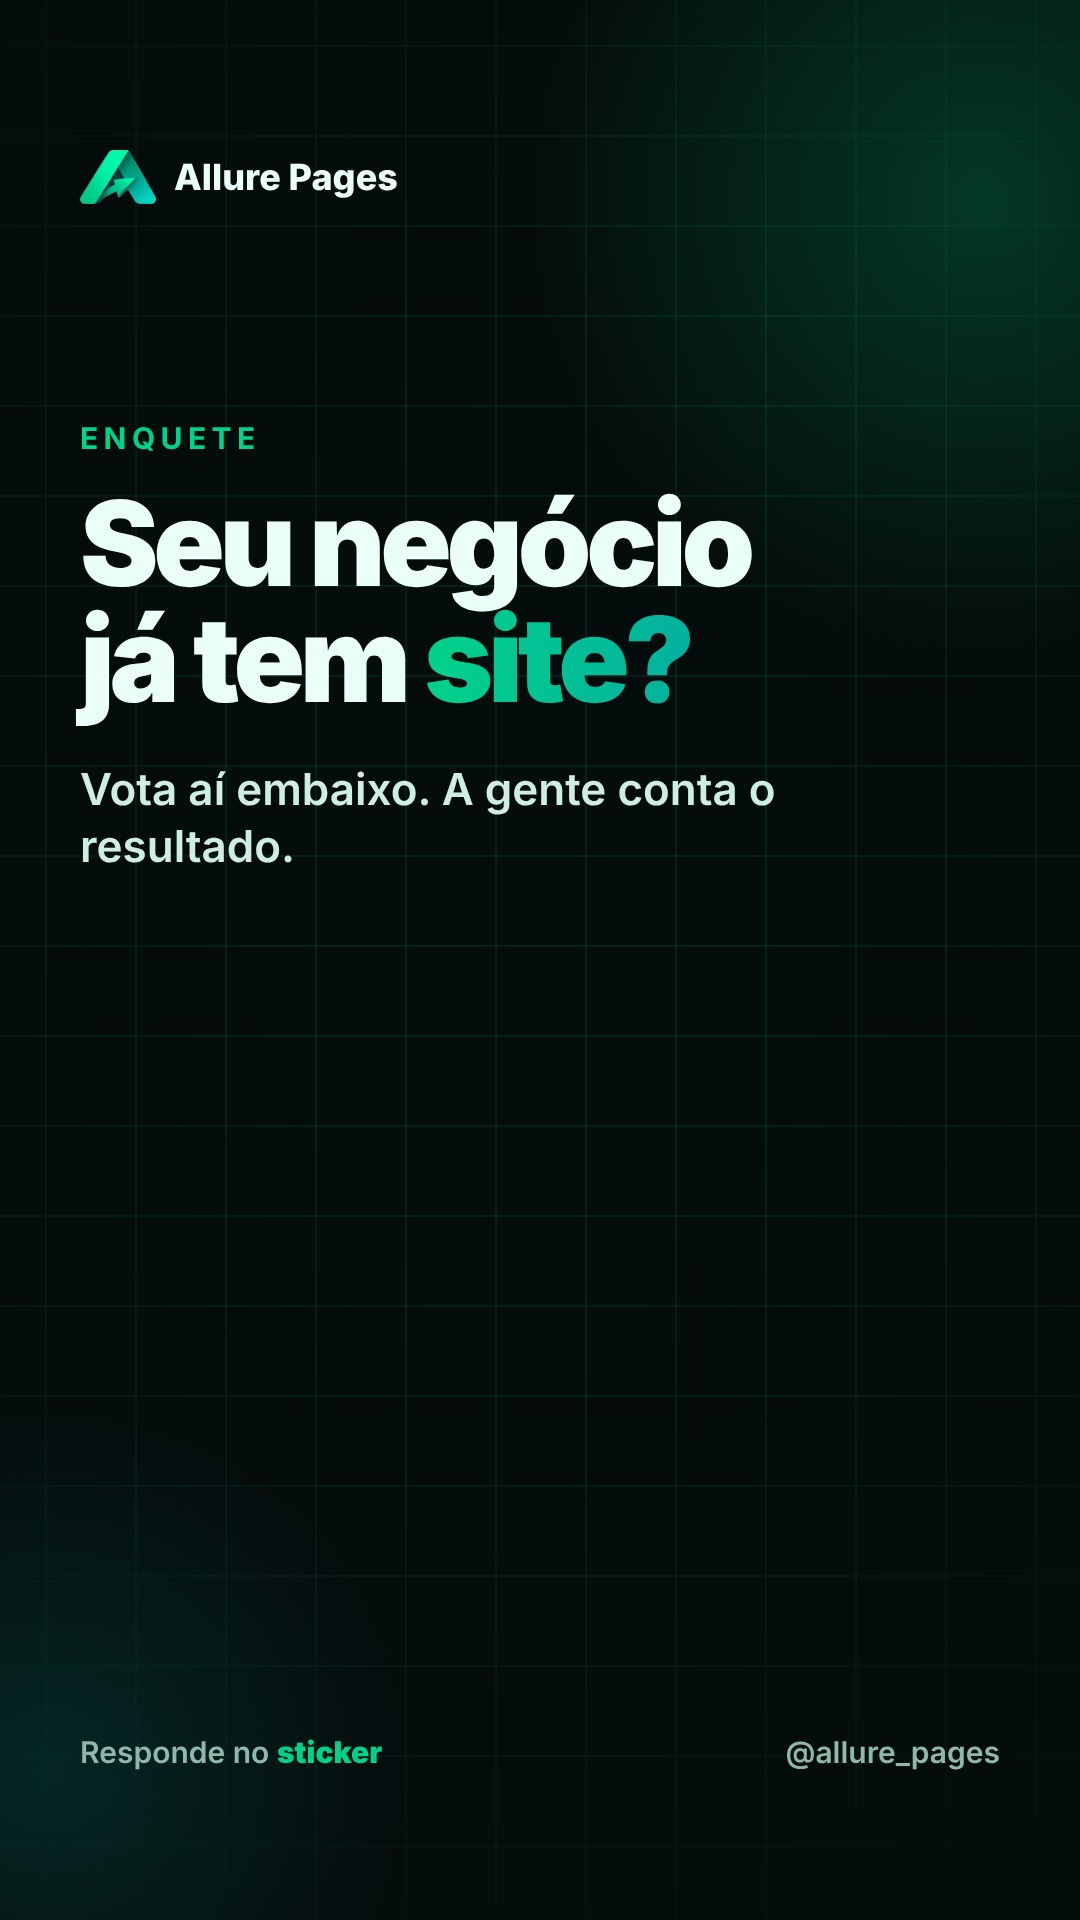 Allure Pages
ENQUETE
Seu negócio
já tem site?
Vota aí embaixo. A gente conta o
resultado.
Responde no sticker
@allure_pages